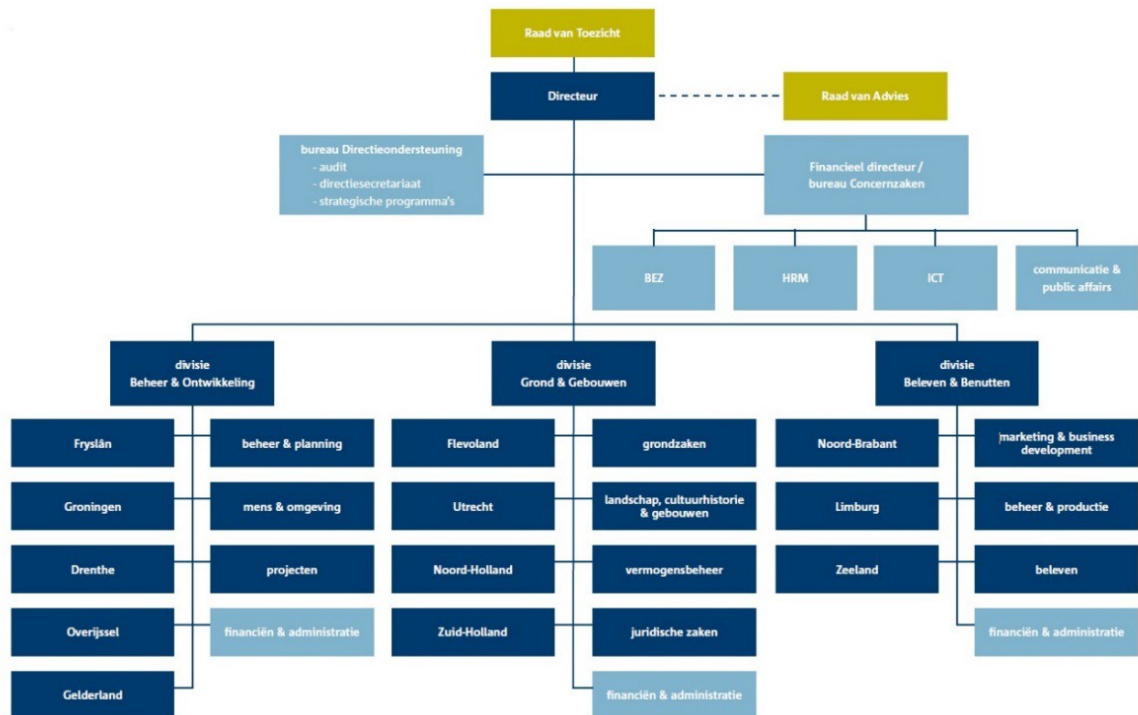 Raad van Toezicht
Directeur
Raad van Advies
bureau Directieondersteuning
- audit
- directiesecretariaat
- strategische programma's
Financieel directeur /
bureau Concernzaken
BEZ
HRM
ICT
communicatie &
public affairs
divisie
Beheer & Ontwikkeling
divisie
Grond & Gebouwen
divisie
Beleven & Benutten
Fryslân
beheer & planning
Groningen
mens & omgeving
Drenthe
projecten
Overijssel
financiën & administratie
Gelderland
Flevoland
grondzaken
Utrecht
landschap, cultuurhistorie
& gebouwen
Noord-Holland
vermogensbeheer
Zuid-Holland
juridische zaken
financiën & administratie
Noord-Brabant
marketing & business
development
Limburg
beheer & productie
Zeeland
beleven
financiën & administratie